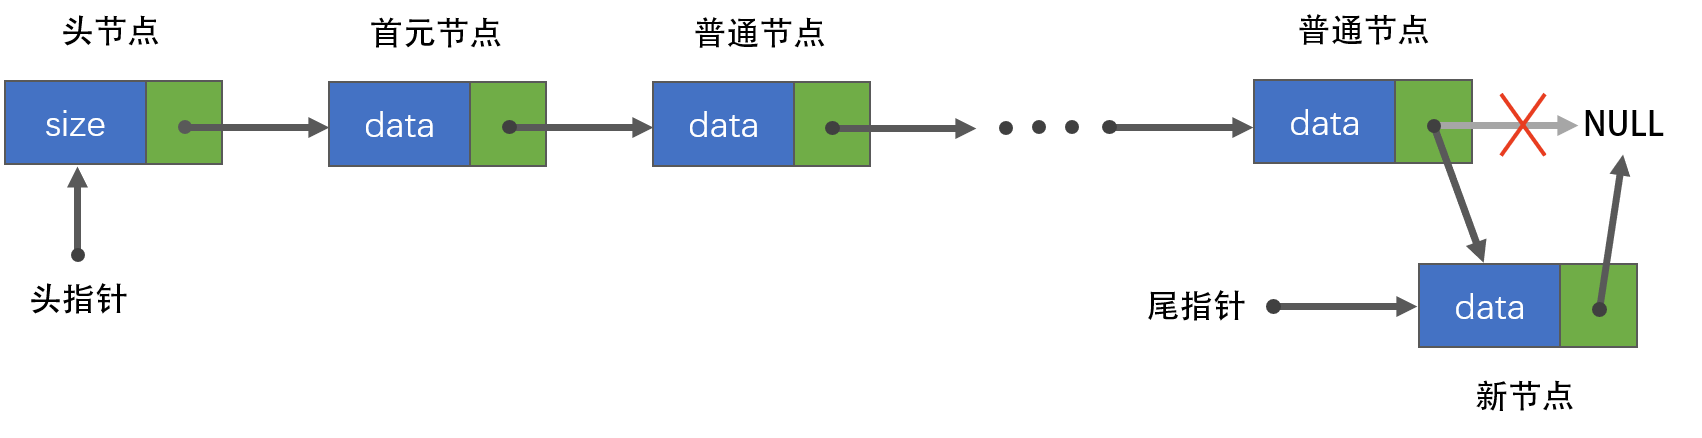 头节点
首元节点
普通节点
普通节点
size
data
data
data
NULL
头指针
尾指针
data
新节点